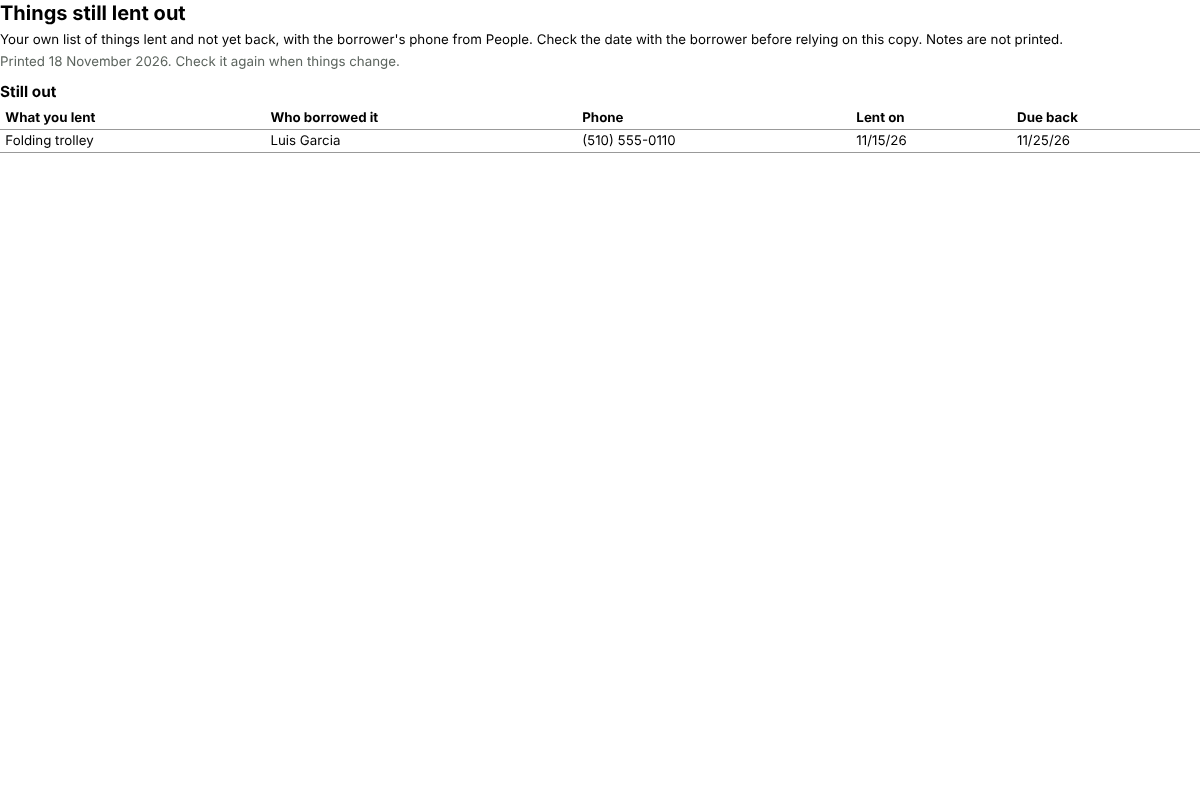 Things still lent out
Your own list of things lent and not yet back, with the borrower's phone from People. Check the date with the borrower before relying on this copy. Notes are not printed.
Printed 18 November 2026. Check it again when things change.
Still out
What you lent Who borrowed it Phone Lent on Due back
Folding trolley Luis Garcia (510) 555-0110 11/15/26 11/25/26